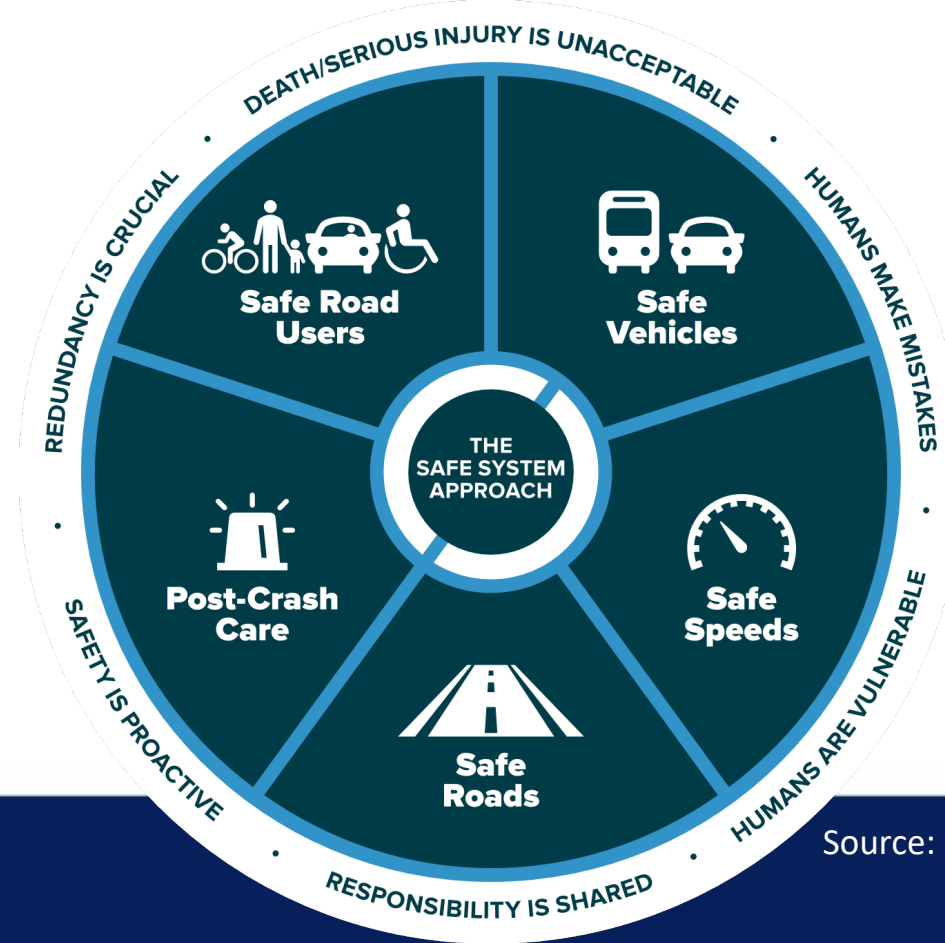 DEATH/SERIOUS INJURY IS UNACCEPTABLE
HUMANS MAKE MISTAKES
HUMANS ARE VULNERABLE
RESPONSIBILITY IS SHARED
SAFETY IS PROACTIVE
REDUNDANCY IS CRUCIAL
Safe Road
Users
Safe
Vehicles
THE
SAFE SYSTEM
APPROACH
Post-Crash
Care
Safe
Speeds
Safe
Roads
Source: